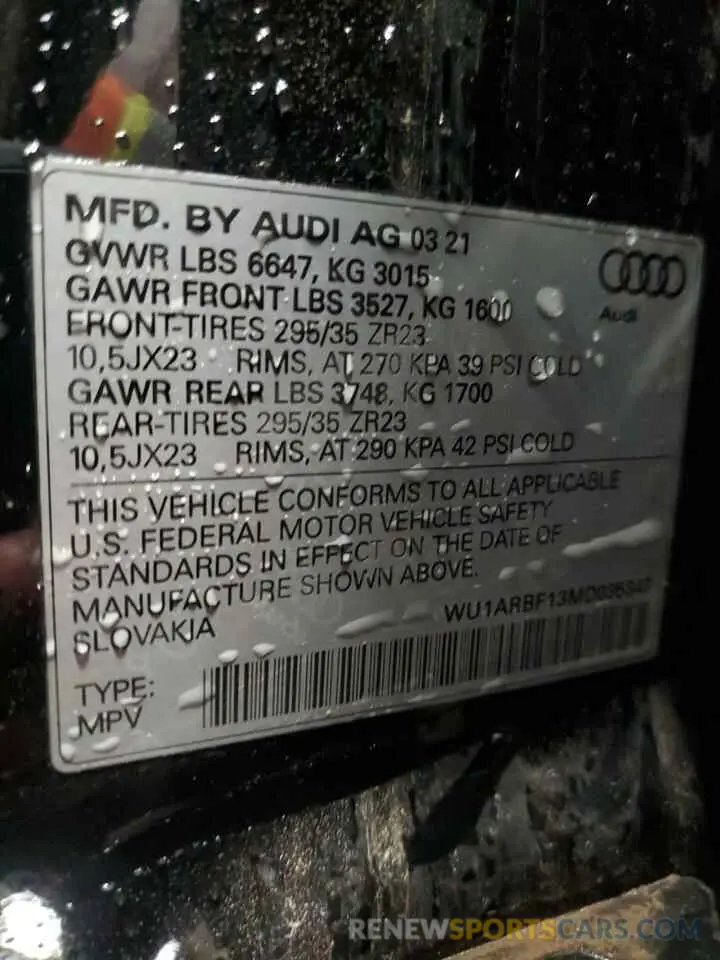 MFD. BY AUDI AG 03 21
GVWR LBS 6647, KG 3015
GAWR FRONT LBS 3527, KG 1600
Audi
FRONT-TIRES 295/35 ZR23
10,5JX23 RIMS, AT 270 KPA 39 PSI COLD
GAWR REAR LBS 3748, KG 1700
REAR-TIRES 295/35 ZR23
10,5JX23 RIMS, AT 290 KPA 42 PSI COLD
THIS VEHICLE CONFORMS TO ALL APPLICABLE
U.S. FEDERAL MOTOR VEHICLE SAFETY
STANDARDS IN EFFECT ON THE DATE OF
MANUFACTURE SHOWN ABOVE.
SLOVAKIA
TYPE:
MPV
RENEWSPORTSCARS.COM